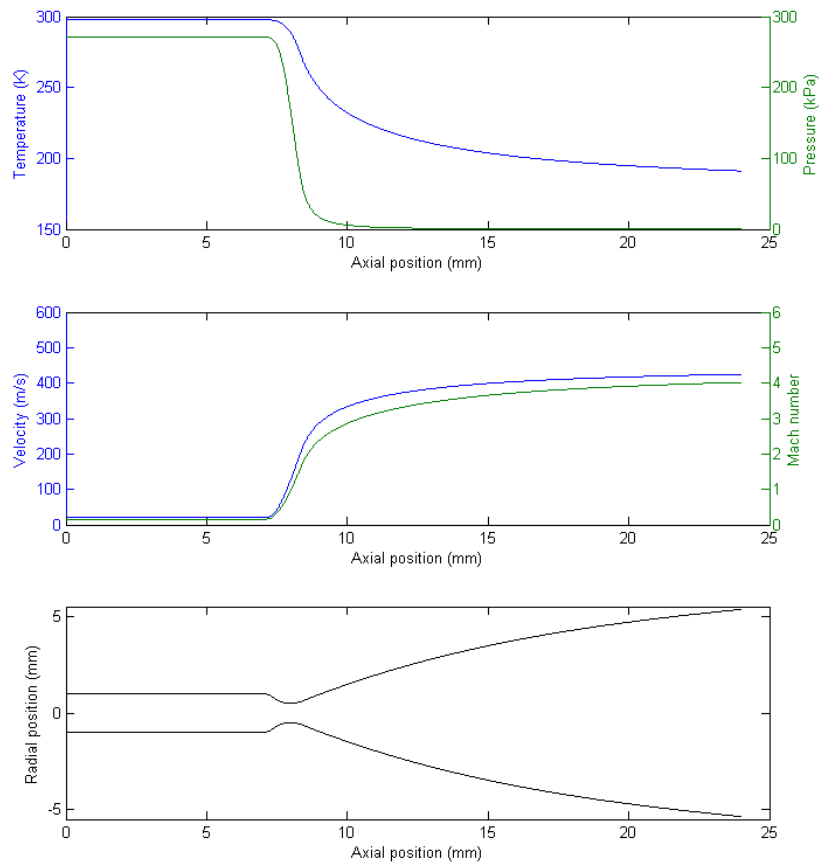 300
250
200
150
Temperature (K)
300
200
100
0
Pressure (kPa)
0 5 10 15 20 25
Axial position (mm)
600
500
400
300
200
100
0
Velocity (m/s)
6
5
4
3
2
1
0
Mach number
0 5 10 15 20 25
Axial position (mm)
5
0
-5
Radial position (mm)
0 5 10 15 20 25
Axial position (mm)